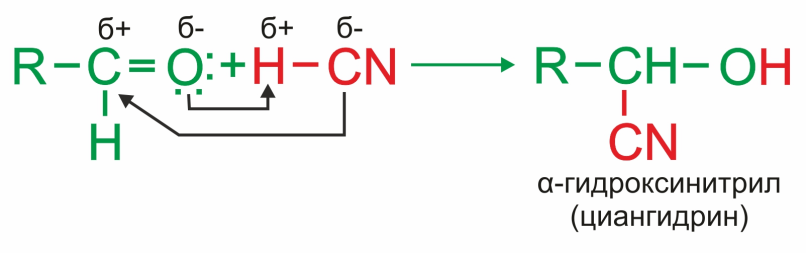 б+ б- б+ б-
R–C=O:+H–CN → R–CH–OH
H CN
α-гидроксинитрил
(циангидрин)